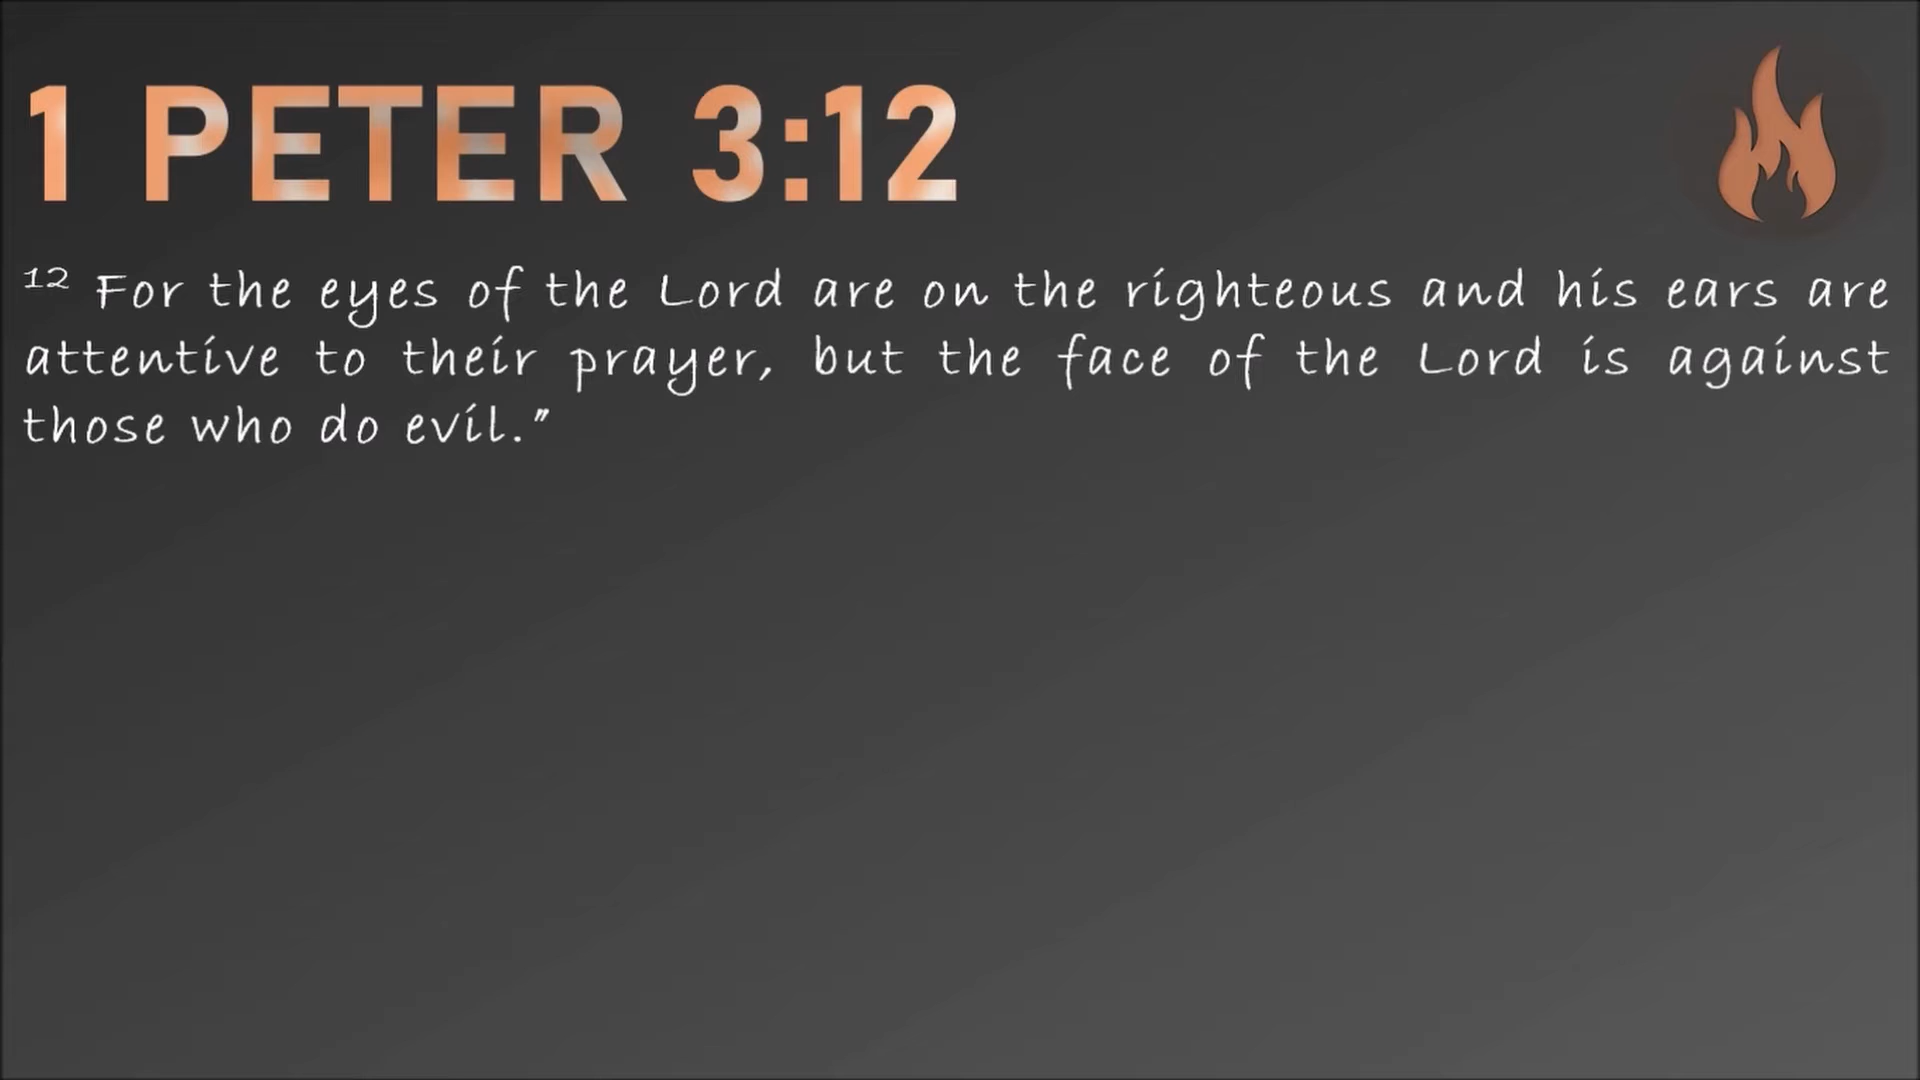 1 PETER 3:12
12 For the eyes of the Lord are on the righteous and his ears are
attentive to their prayer, but the face of the Lord is against
those who do evil.”